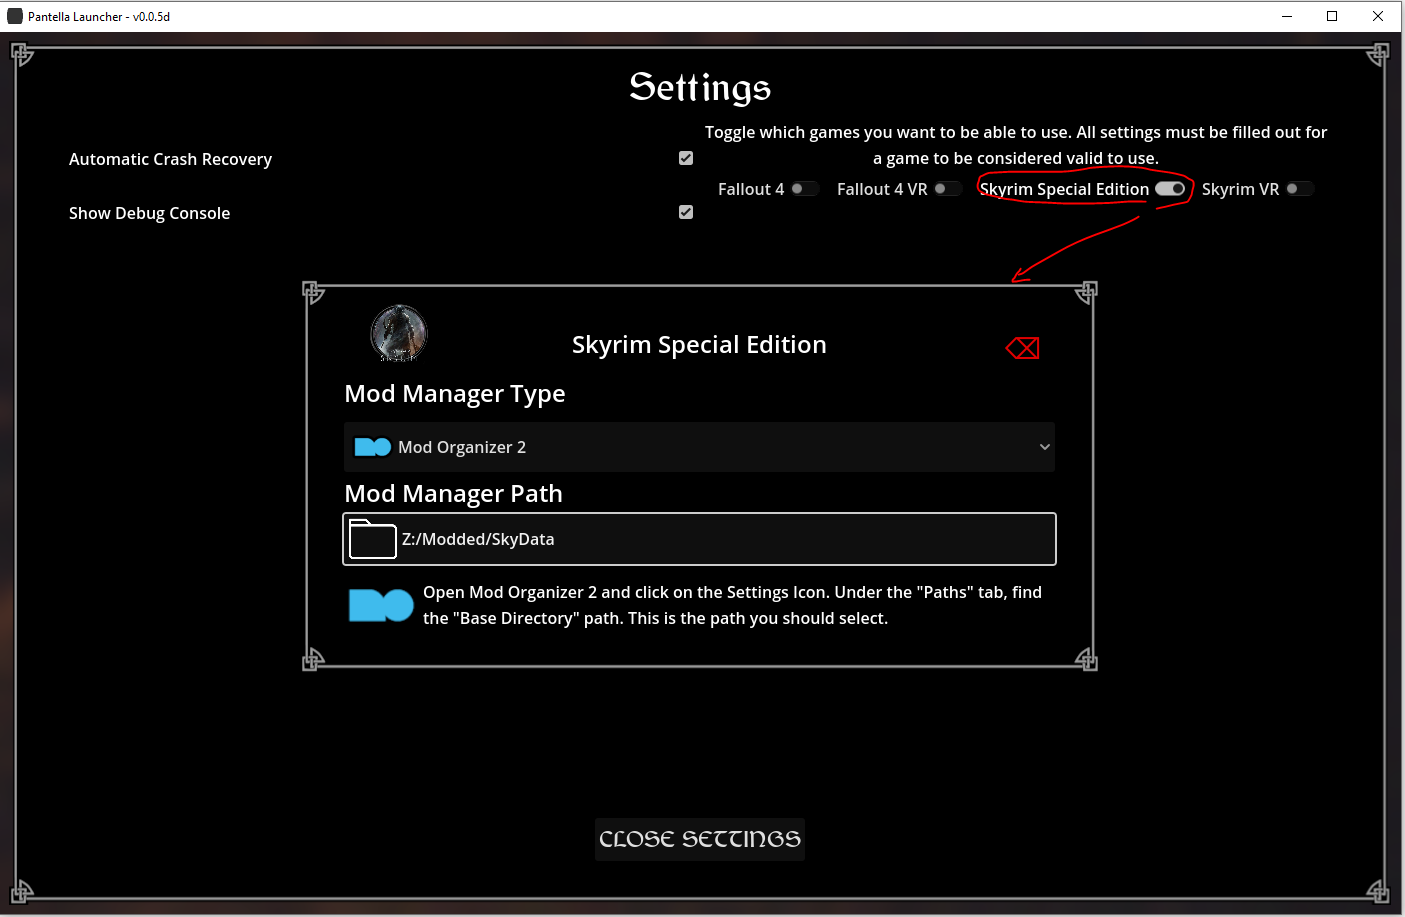 Pantella Launcher - v0.0.5d
Settings
Automatic Crash Recovery
Show Debug Console
Toggle which games you want to be able to use. All settings must be filled out for
a game to be considered valid to use.
Fallout 4 Fallout 4 VR Skyrim Special Edition Skyrim VR
Skyrim Special Edition
Mod Manager Type
Mod Organizer 2
Mod Manager Path
Z:/Modded/SkyData
Open Mod Organizer 2 and click on the Settings Icon. Under the "Paths" tab, find
the "Base Directory" path. This is the path you should select.
CLOSE SETTINGS